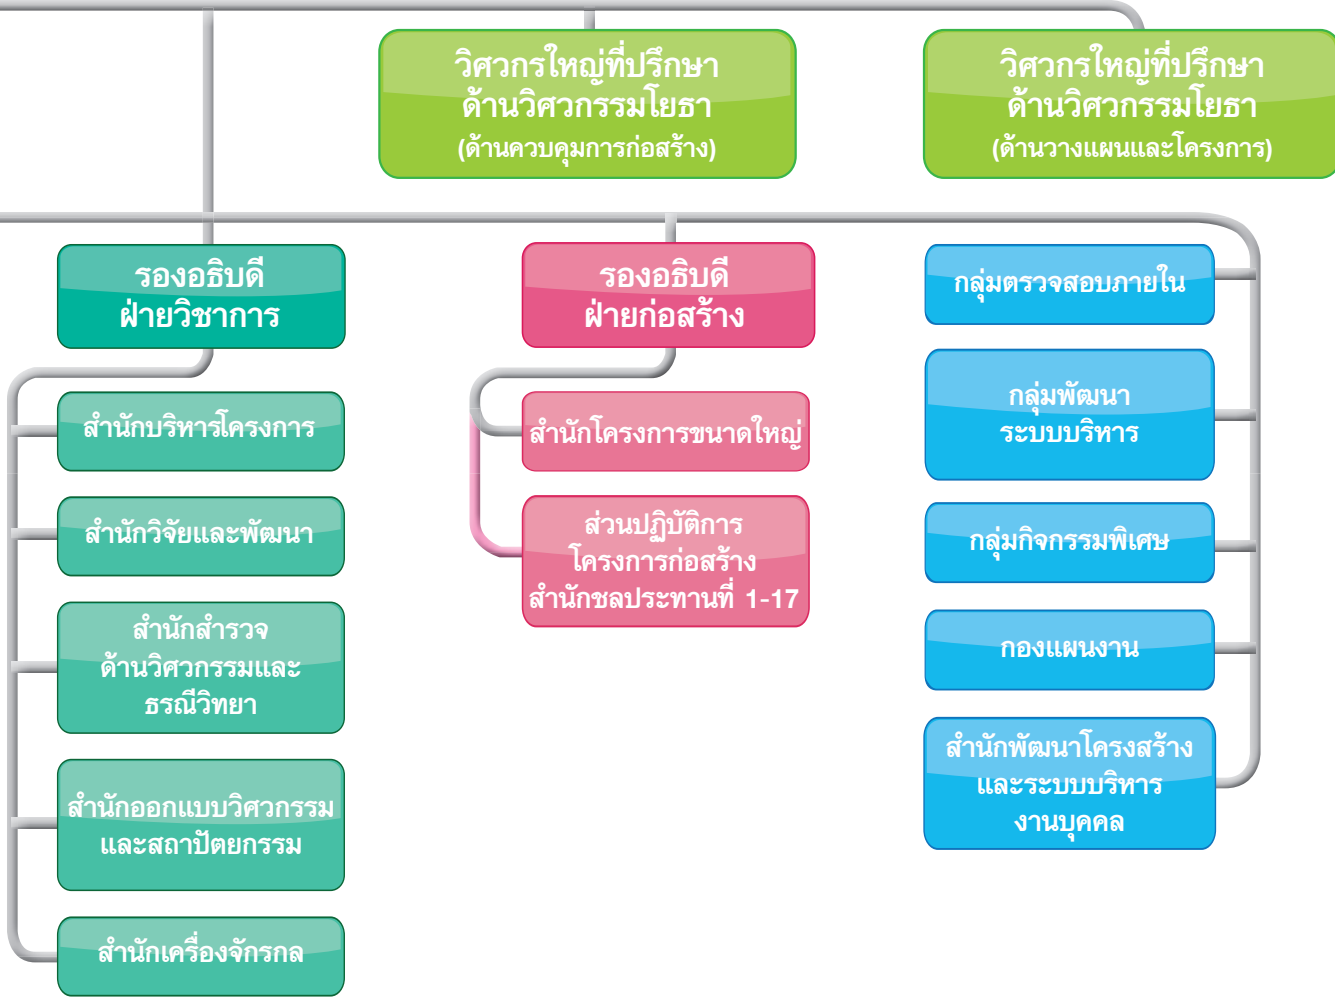 วิศวกรใหญ่ที่ปรึกษา
ด้านวิศวกรรมโยธา
(ด้านควบคุมการก่อสร้าง)
วิศวกรใหญ่ที่ปรึกษา
ด้านวิศวกรรมโยธา
(ด้านวางแผนและโครงการ)
รองอธิบดี
ฝ่ายวิชาการ
สำนักบริหารโครงการ
สำนักวิจัยและพัฒนา
สำนักสำรวจ
ด้านวิศวกรรมและ
ธรณีวิทยา
สำนักออกแบบวิศวกรรม
และสถาปัตยกรรม
สำนักเครื่องจักรกล
รองอธิบดี
ฝ่ายก่อสร้าง
สำนักโครงการขนาดใหญ่
ส่วนปฏิบัติการ
โครงการก่อสร้าง
สำนักชลประทานที่ 1-17
กลุ่มตรวจสอบภายใน
กลุ่มพัฒนา
ระบบบริหาร
กลุ่มกิจกรรมพิเศษ
กองแผนงาน
สำนักพัฒนาโครงสร้าง
และระบบบริหาร
งานบุคคล